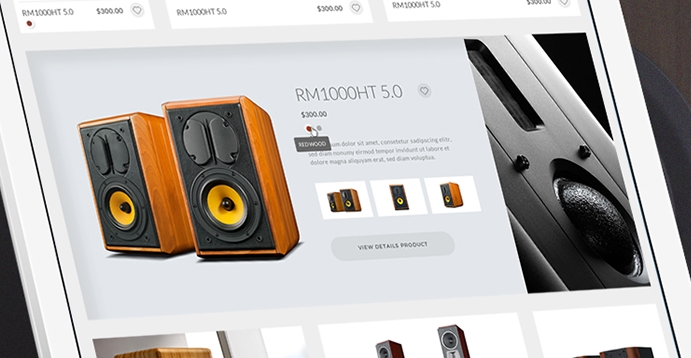 RM1000HT 5.0 $300.00
RM1000HT 5.0 $300.00
RM1000HT 5.0 $300.00
RM1000HT 5.0
$300.00
REDWOOD
dolor sit amet, consetetur sadipscing elitr,
sed diam nonumy eirmod tempor invidunt ut labore et
dolore magna aliquyam erat, sed diam voluptua.
VIEW DETAILS PRODUCT